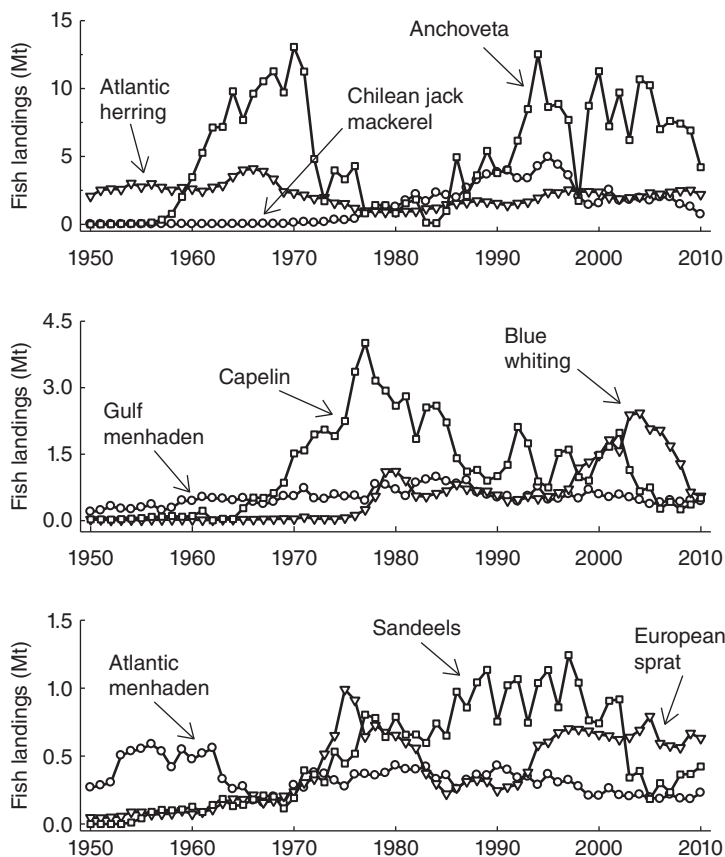 Fish landings (Mt)
15
10
5
0
Atlantic
herring
Chilean jack
mackerel
Anchoveta
1950 1960 1970 1980 1990 2000 2010
Fish landings (Mt)
4.5
3.0
1.5
0.0
Gulf
menhaden
Capelin
Blue
whiting
1950 1960 1970 1980 1990 2000 2010
Fish landings (Mt)
1.5
1.0
0.5
0.0
Atlantic
menhaden
Sandeels
European
sprat
1950 1960 1970 1980 1990 2000 2010